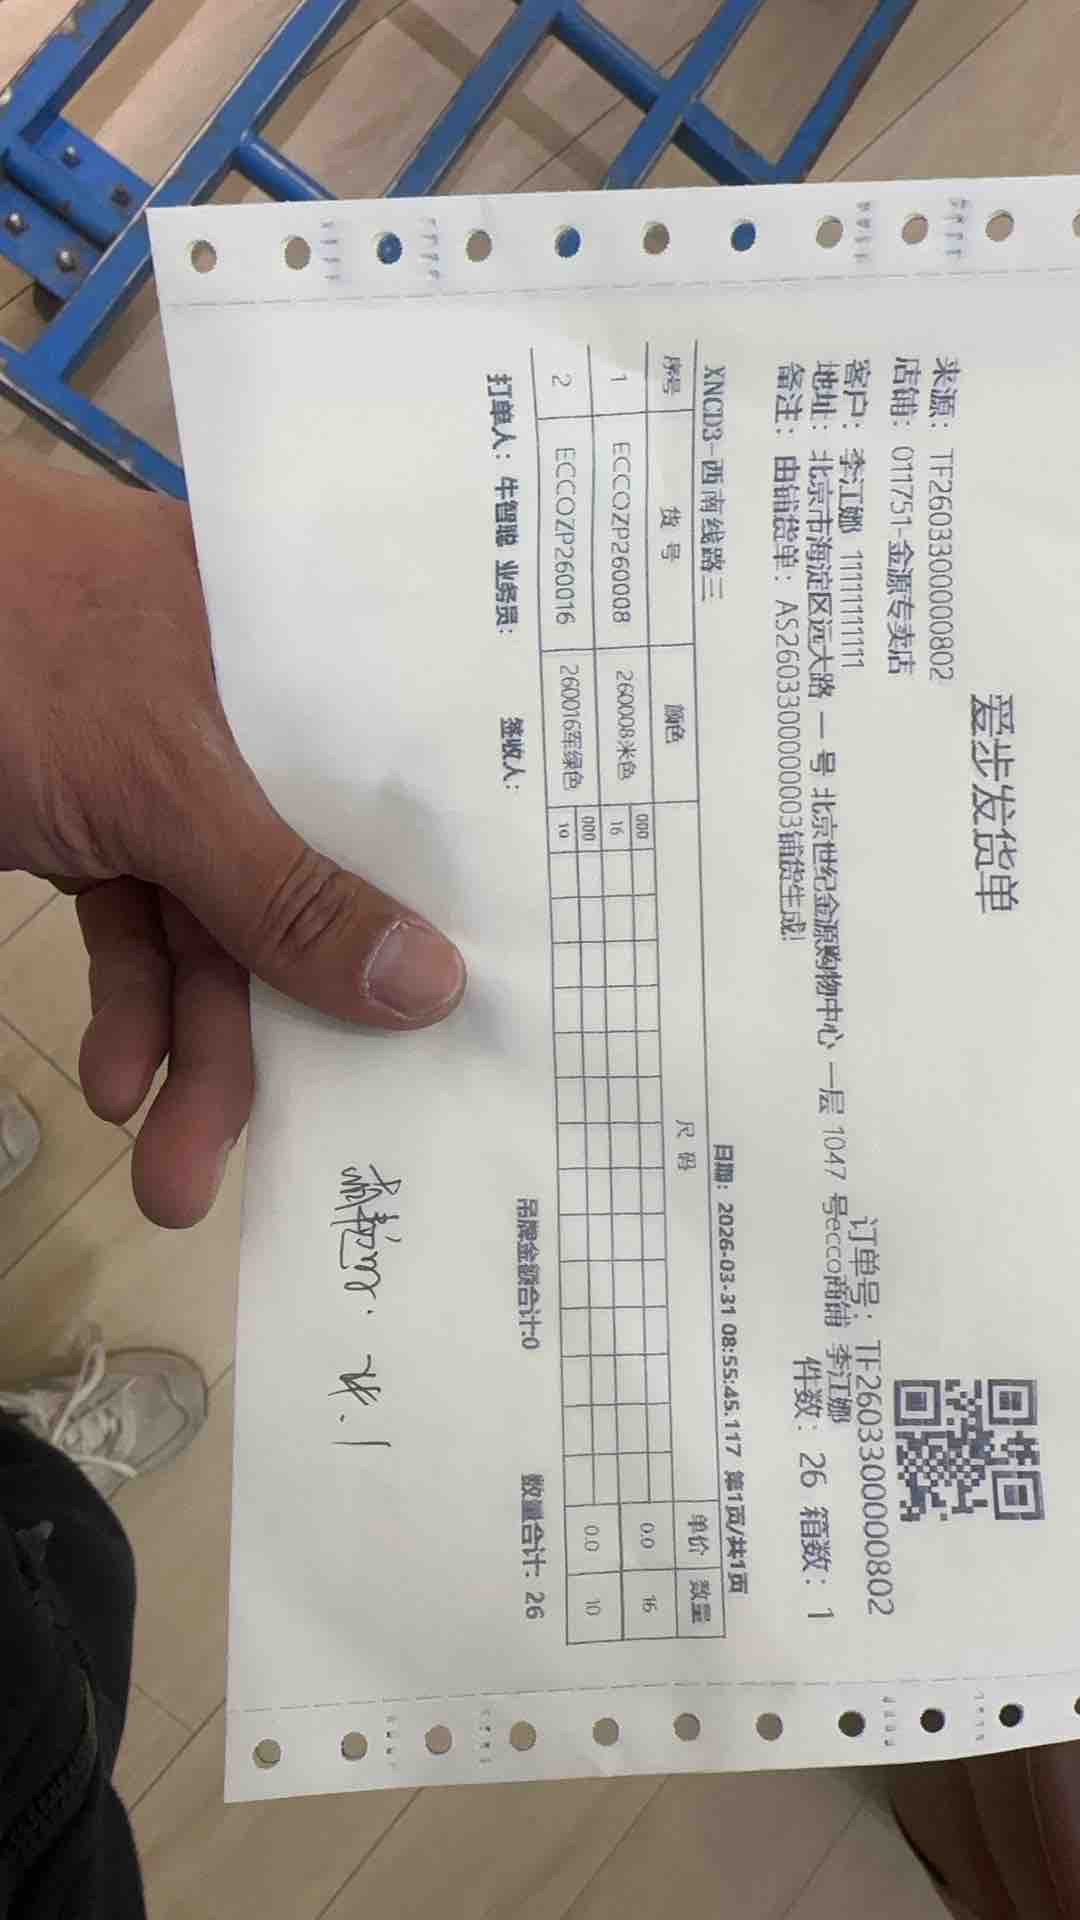 爱步发货单
来源： TF2603300000802
订单号： TF2603300000802
店铺： 011751-金源专卖店
客户： 李江娜 11111111111
件数： 26 箱数： 1
地址： 北京市海淀区远大路 一 号 北京世纪金源购物中心 一层 1047 号ecco商铺 李江娜
备注： 由铺货单：AS2603300000003铺货生成!
XNCD3-西南线路三 日期： 2026-03-31 08:55:45.117 第1页/共1页
序号 货 号 颜色 尺 码 单价 数量
000
1 ECCOZP260008 260008米色 16 0.0 16
000
2 ECCOZP260016 260016军绿色 10 0.0 10
打单人： 牛智聪 业务员： 签收人： 吊牌金额合计:0 数量合计: 26